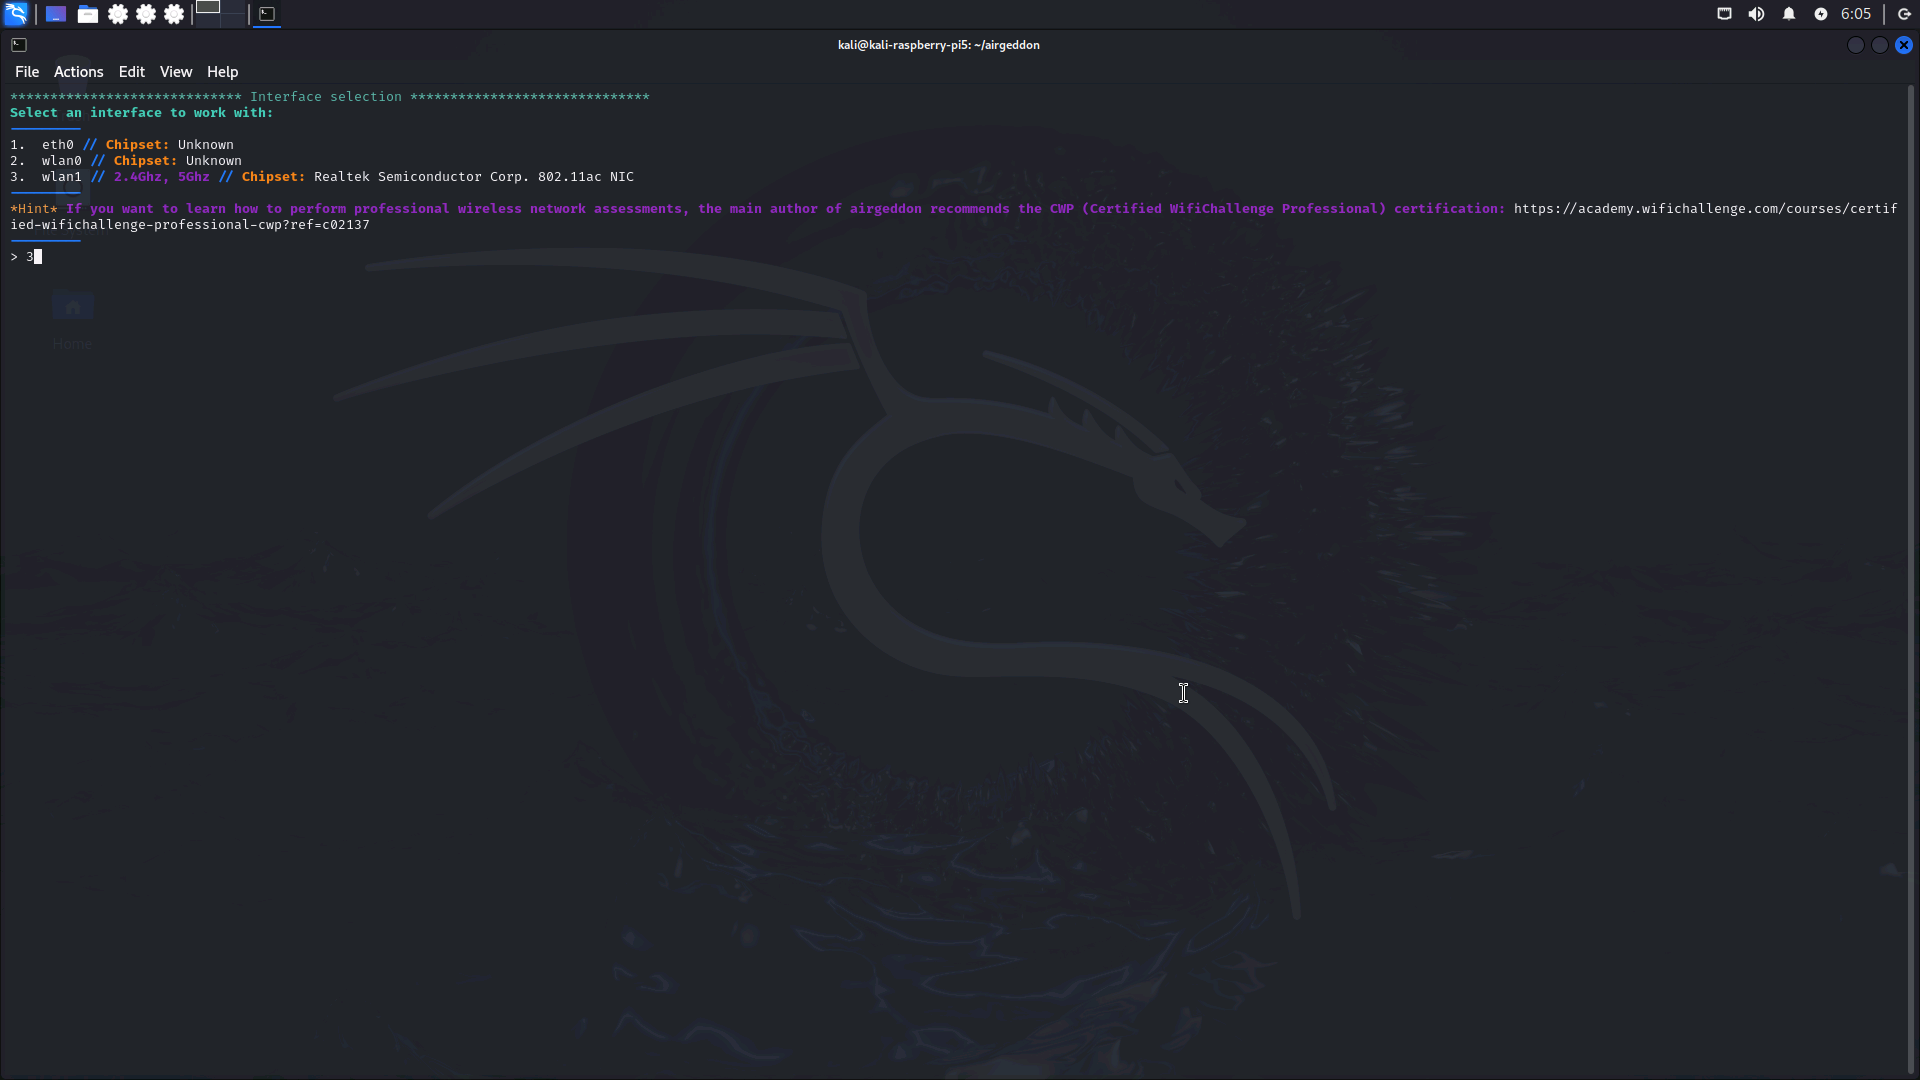 6:05
kali@kali-raspberry-pi5: ~/airgeddon
File Actions Edit View Help
***************************** Interface selection ******************************
Select an interface to work with:
1. eth0 // Chipset: Unknown
2. wlan0 // Chipset: Unknown
3. wlan1 // 2.4Ghz, 5Ghz // Chipset: Realtek Semiconductor Corp. 802.11ac NIC
*Hint* If you want to learn how to perform professional wireless network assessments, the main author of airgeddon recommends the CWP (Certified WifiChallenge Professional) certification: https://academy.wifichallenge.com/courses/certif
ied-wifichallenge-professional-cwp?ref=c02137
> 3
Home